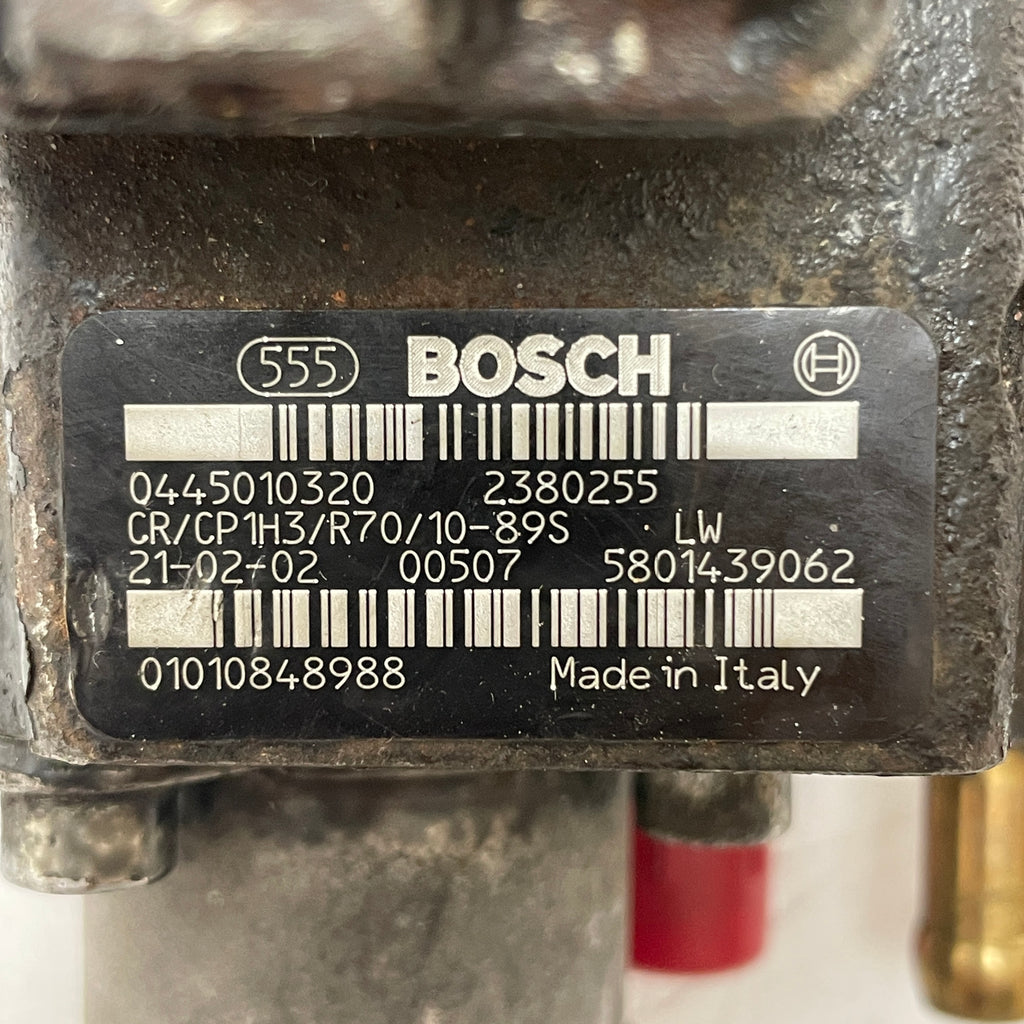 555 BOSCH
0445010320 2380255
CR/CP1H3/R70/10-89S · LW
21-02-02 00507 5801439062
01010848988 Made in Italy